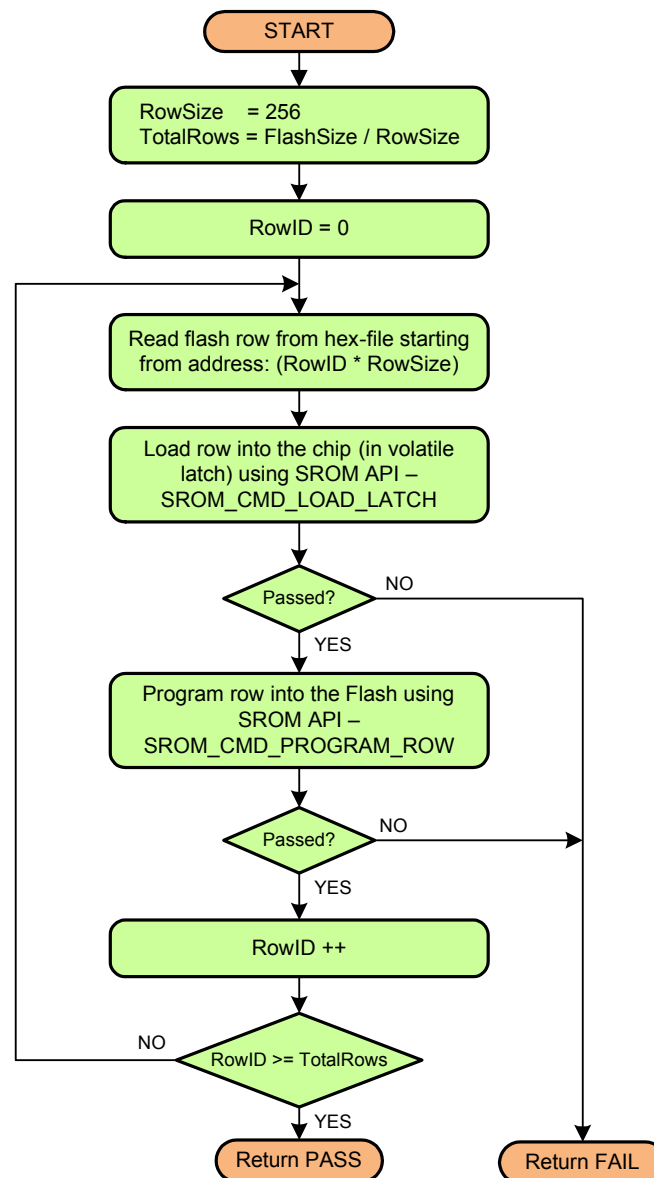 START
RowSize = 256
TotalRows = FlashSize / RowSize
RowID = 0
Read flash row from hex-file starting
from address: (RowID * RowSize)
Load row into the chip (in volatile
latch) using SROM API –
SROM_CMD_LOAD_LATCH
Passed?
NO
YES
Program row into the Flash using
SROM API –
SROM_CMD_PROGRAM_ROW
Passed?
NO
YES
RowID ++
NO
RowID >= TotalRows
YES
Return PASS
Return FAIL